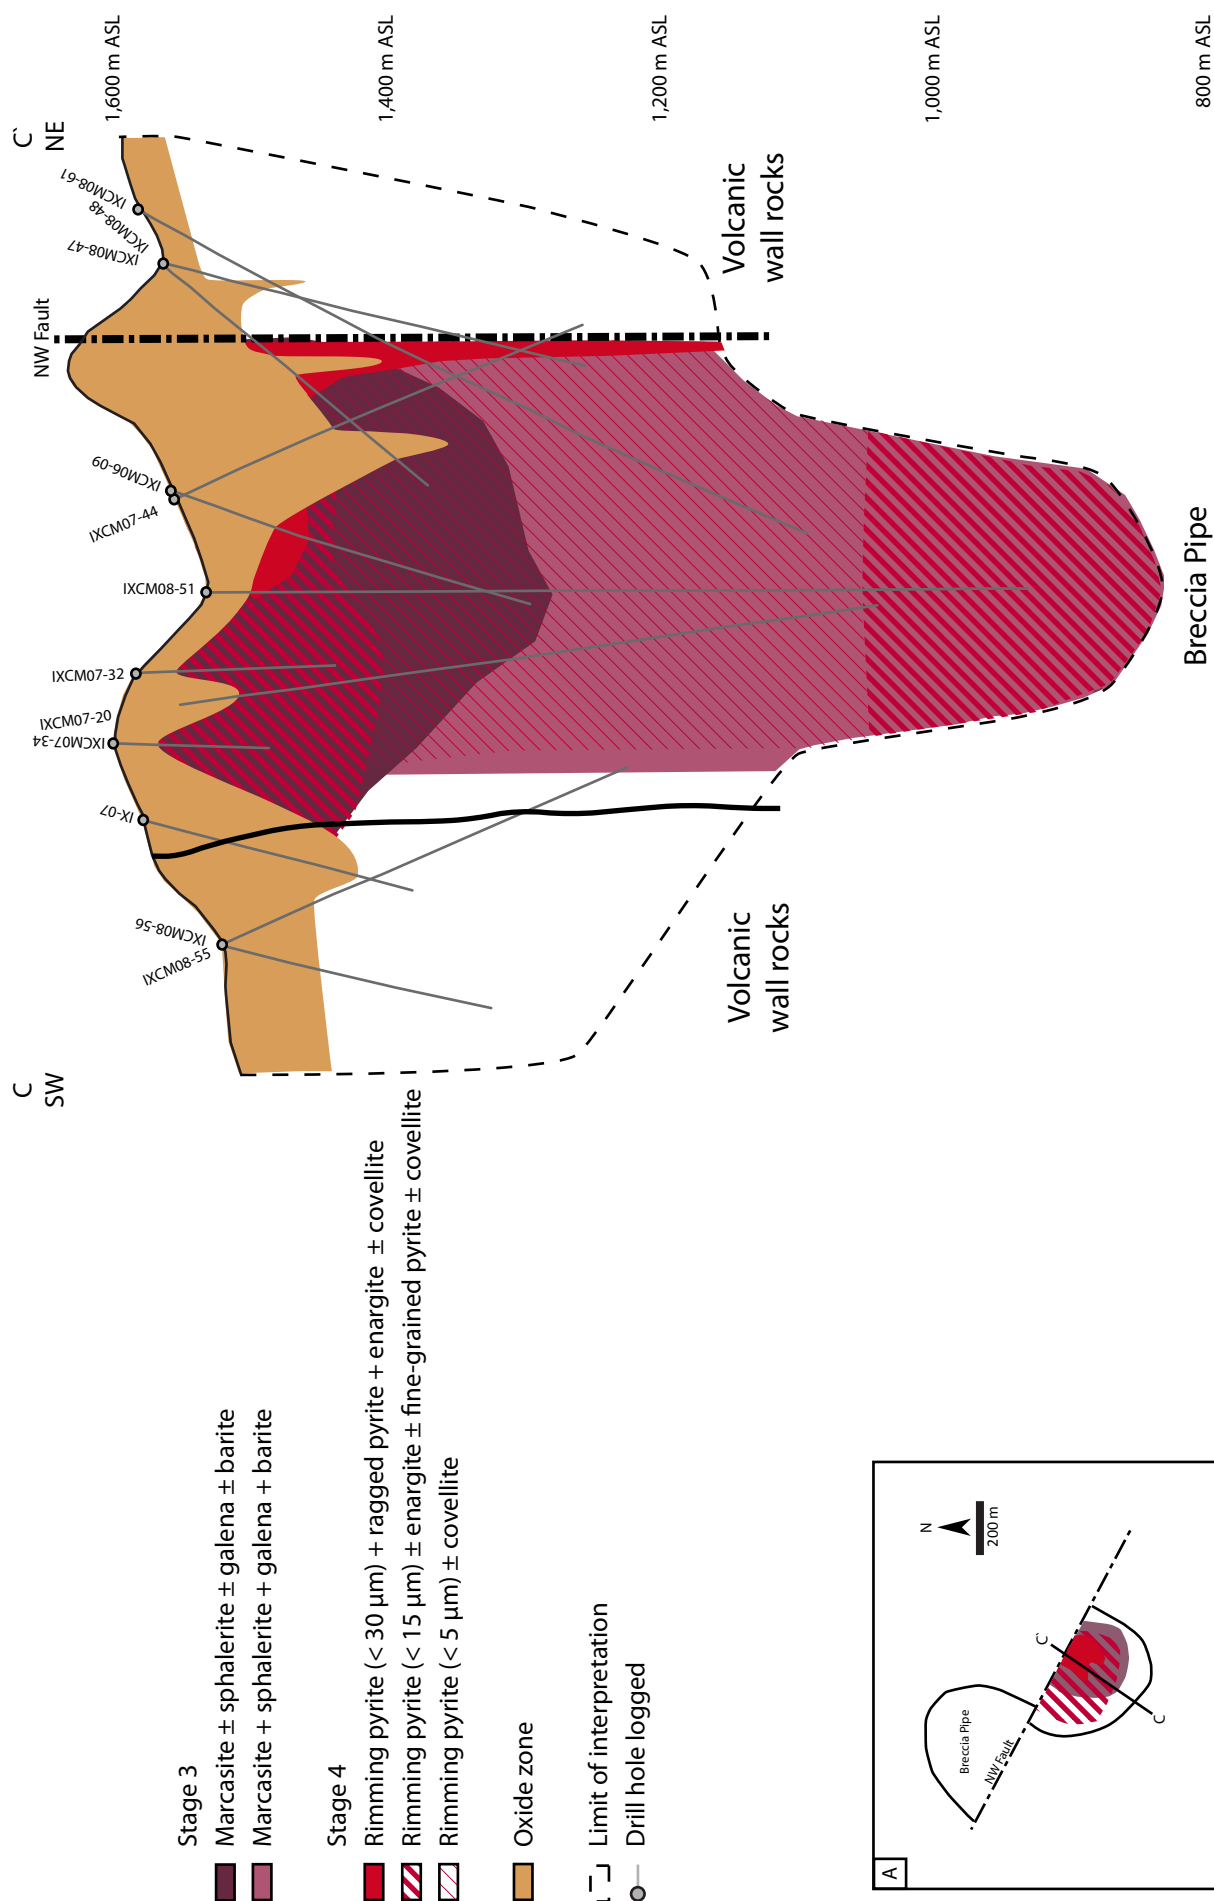 C
SW
C`
NE
1,600 m ASL
1,400 m ASL
1,200 m ASL
1,000 m ASL
800 m ASL
IXCM08-55
IXCM08-56
IX-07
IXCM07-34
IXCM07-20
IXCM07-32
IXCM08-51
IXCM07-44
IXCM06-09
NW Fault
IXCM08-47
IXCM08-48
IXCM08-61
Volcanic
wall rocks
Volcanic
wall rocks
Breccia Pipe
Stage 3
Marcasite ± sphalerite ± galena ± barite
Marcasite + sphalerite + galena + barite
Stage 4
Rimming pyrite (< 30 µm) + ragged pyrite + enargite ± covellite
Rimming pyrite (< 15 µm) ± enargite ± fine-grained pyrite ± covellite
Rimming pyrite (< 5 µm) ± covellite
Oxide zone
Limit of interpretation
Drill hole logged
A
N
200 m
Breccia Pipe
NW Fault
C`
C